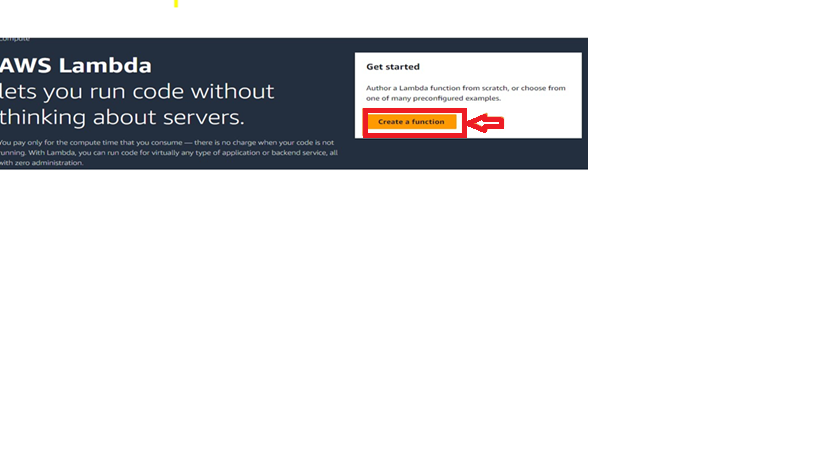 Compute
AWS Lambda
lets you run code without
thinking about servers.
You pay only for the compute time that you consume — there is no charge when your code is not
running. With Lambda, you can run code for virtually any type of application or backend service, all
with zero administration.
Get started
Author a Lambda function from scratch, or choose from
one of many preconfigured examples.
Create a function